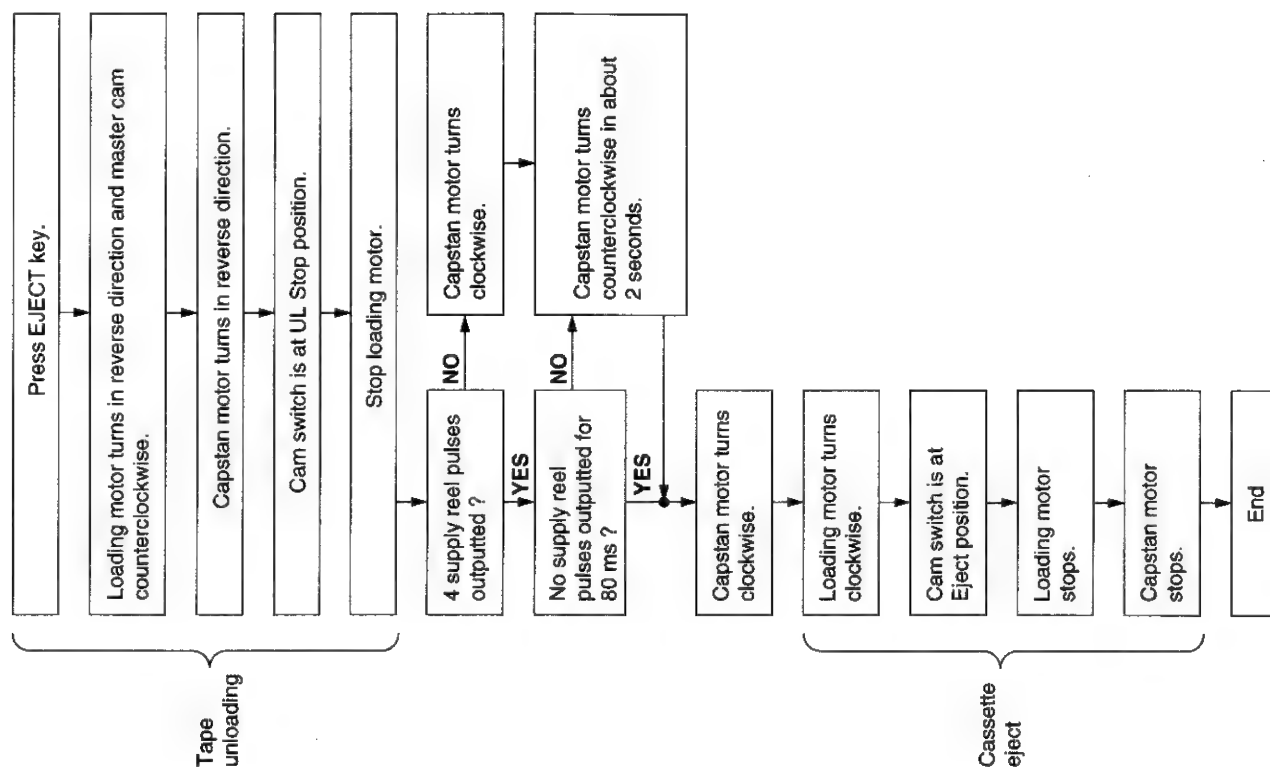 Press EJECT key.
Loading motor turns in reverse direction and master cam
counterclockwise.
Capstan motor turns in reverse direction.
Cam switch is at UL Stop position.
Stop loading motor.
Tape
unloading
4 supply reel pulses
outputted ?
NO
Capstan motor turns
clockwise.
YES
No supply reel
pulses outputted for
80 ms ?
NO
Capstan motor turns
counterclockwise in about
2 seconds.
YES
Capstan motor turns
clockwise.
Loading motor turns
clockwise.
Cam switch is at
Eject position.
Loading motor
stops.
Capstan motor
stops.
Cassette
eject
End